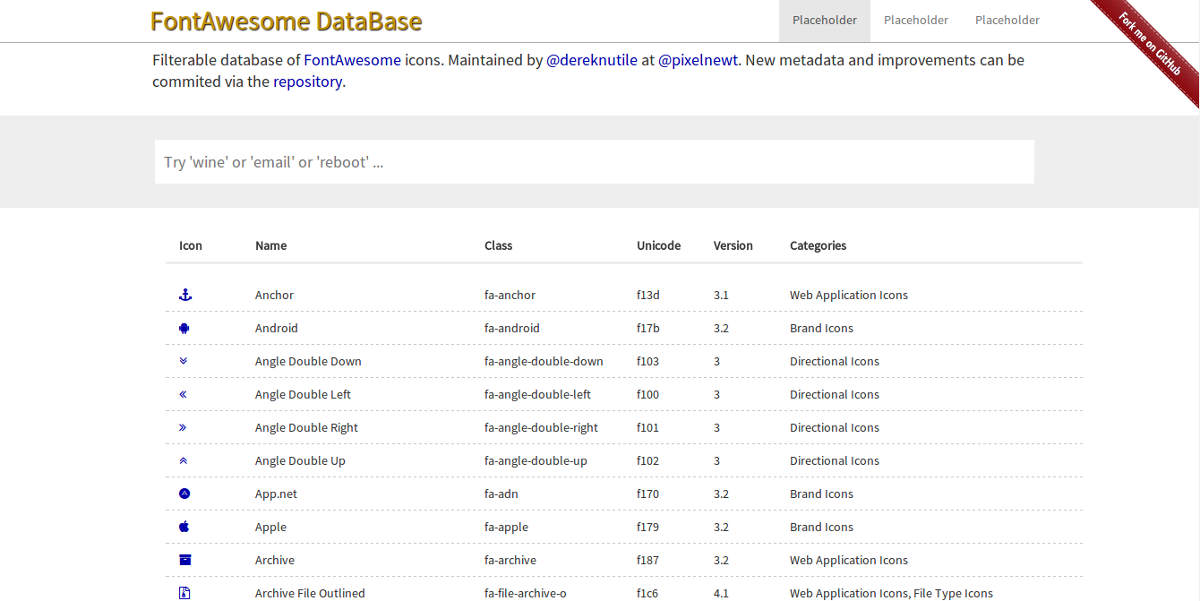 FontAwesome DataBase
Placeholder Placeholder Placeholder
Fork me on GitHub
Filterable database of FontAwesome icons. Maintained by @dereknutile at @pixelnewt. New metadata and improvements can be
commited via the repository.
Try 'wine' or 'email' or 'reboot' ...
Icon Name Class Unicode Version Categories
Anchor fa-anchor f13d 3.1 Web Application Icons
Android fa-android f17b 3.2 Brand Icons
Angle Double Down fa-angle-double-down f103 3 Directional Icons
Angle Double Left fa-angle-double-left f100 3 Directional Icons
Angle Double Right fa-angle-double-right f101 3 Directional Icons
Angle Double Up fa-angle-double-up f102 3 Directional Icons
App.net fa-adn f170 3.2 Brand Icons
Apple fa-apple f179 3.2 Brand Icons
Archive fa-archive f187 3.2 Web Application Icons
Archive File Outlined fa-file-archive-o f1c6 4.1 Web Application Icons, File Type Icons